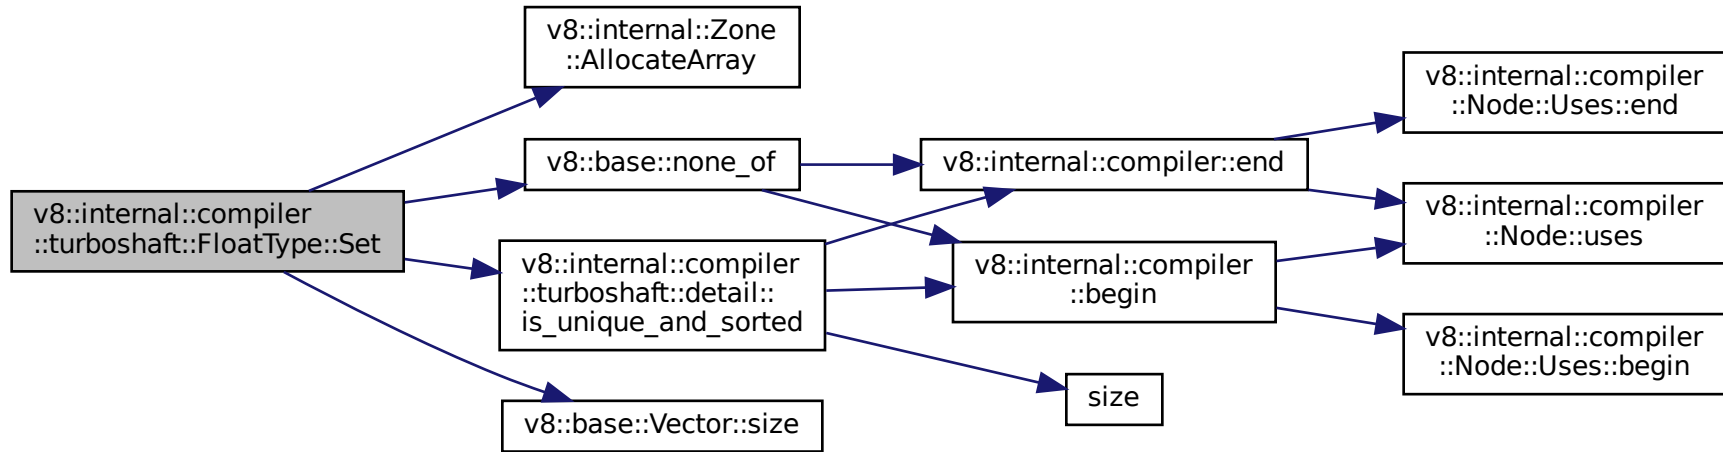 v8::internal::compiler
::turboshaft::FloatType::Set
v8::internal::Zone
::AllocateArray
v8::base::none_of
v8::internal::compiler
::turboshaft::detail::
is_unique_and_sorted
v8::base::Vector::size
v8::internal::compiler::end
v8::internal::compiler
::begin
size
v8::internal::compiler
::Node::Uses::end
v8::internal::compiler
::Node::uses
v8::internal::compiler
::Node::Uses::begin